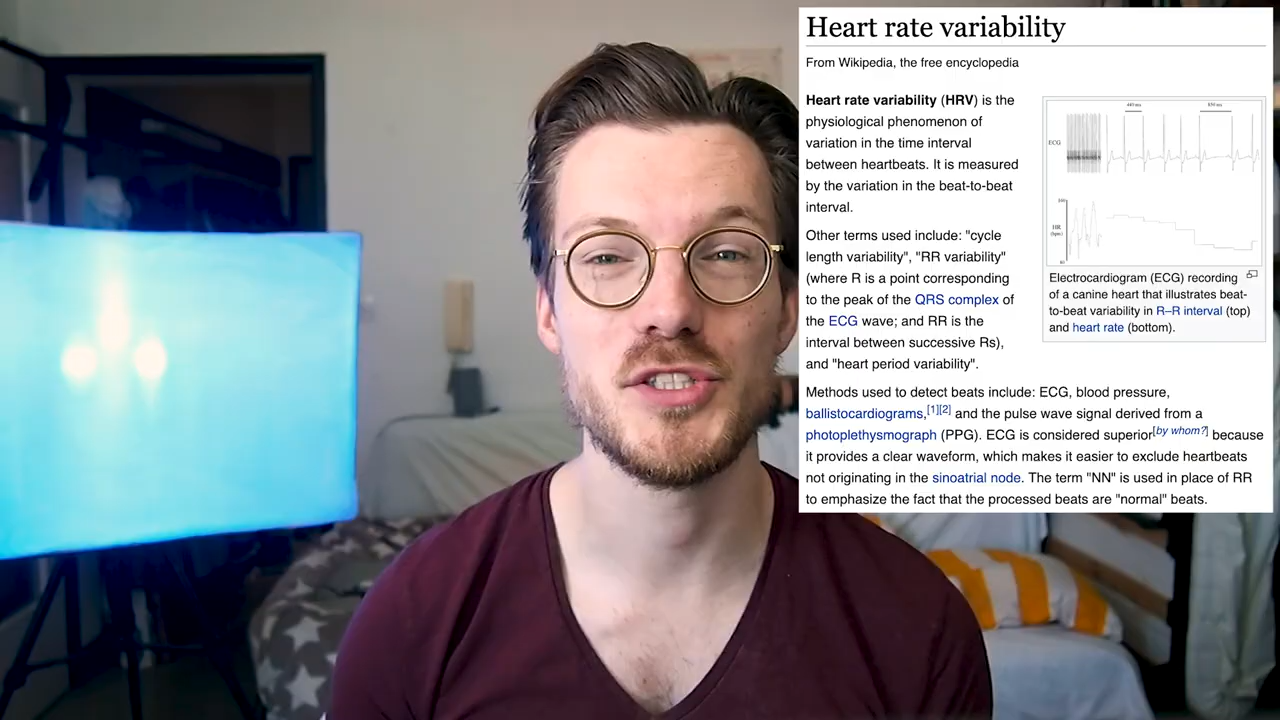 Heart rate variability
From Wikipedia, the free encyclopedia
Heart rate variability (HRV) is the
physiological phenomenon of
variation in the time interval
between heartbeats. It is measured
by the variation in the beat-to-beat
interval.
Other terms used include: "cycle
length variability", "RR variability"
(where R is a point corresponding
to the peak of the QRS complex of
the ECG wave; and RR is the
interval between successive Rs),
and "heart period variability".
ECG
HR
(bpm)
Electrocardiogram (ECG) recording
of a canine heart that illustrates beat-
to-beat variability in R–R interval (top)
and heart rate (bottom).
Methods used to detect beats include: ECG, blood pressure,
ballistocardiograms,[1][2] and the pulse wave signal derived from a
photoplethysmograph (PPG). ECG is considered superior[by whom?] because
it provides a clear waveform, which makes it easier to exclude heartbeats
not originating in the sinoatrial node. The term "NN" is used in place of RR
to emphasize the fact that the processed beats are "normal" beats.